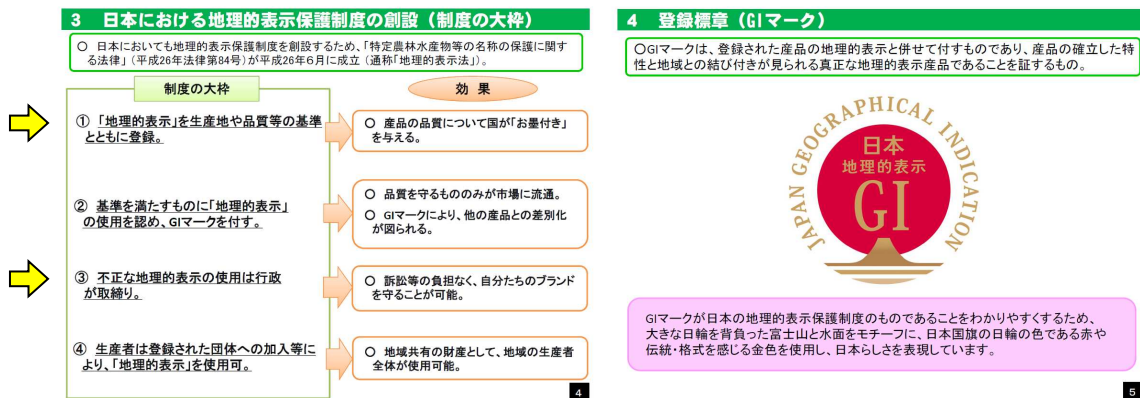 3 日本における地理的表示保護制度の創設（制度の大枠）
○ 日本においても地理的表示保護制度を創設するため、「特定農林水産物等の名称の保護に関す
る法律」（平成26年法律第84号）が平成26年6月に成立（通称「地理的表示法」）。
制度の大枠
効果
① 「地理的表示」を生産地や品質等の基準
とともに登録。
○ 産品の品質について国が「お墨付き」
を与える。
② 基準を満たすものに「地理的表示」
の使用を認め、GIマークを付す。
○ 品質を守るもののみが市場に流通。
○ GIマークにより、他の産品との差別化
が図られる。
③ 不正な地理的表示の使用は行政
が取締り。
○ 訴訟等の負担なく、自分たちのブランド
を守ることが可能。
④ 生産者は登録された団体への加入等に
より、「地理的表示」を使用可。
○ 地域共有の財産として、地域の生産者
全体が使用可能。
4
4 登録標章（GIマーク）
○GIマークは、登録された産品の地理的表示と併せて付すものであり、産品の確立した特
性と地域との結び付きが見られる真正な地理的表示産品であることを証するもの。
JAPAN GEOGRAPHICAL INDICATION
日本
地理的表示
GI
GIマークが日本の地理的表示保護制度のものであることをわかりやすくするため、
大きな日輪を背負った富士山と水面をモチーフに、日本国旗の日輪の色である赤や
伝統・格式を感じる金色を使用し、日本らしさを表現しています。
5